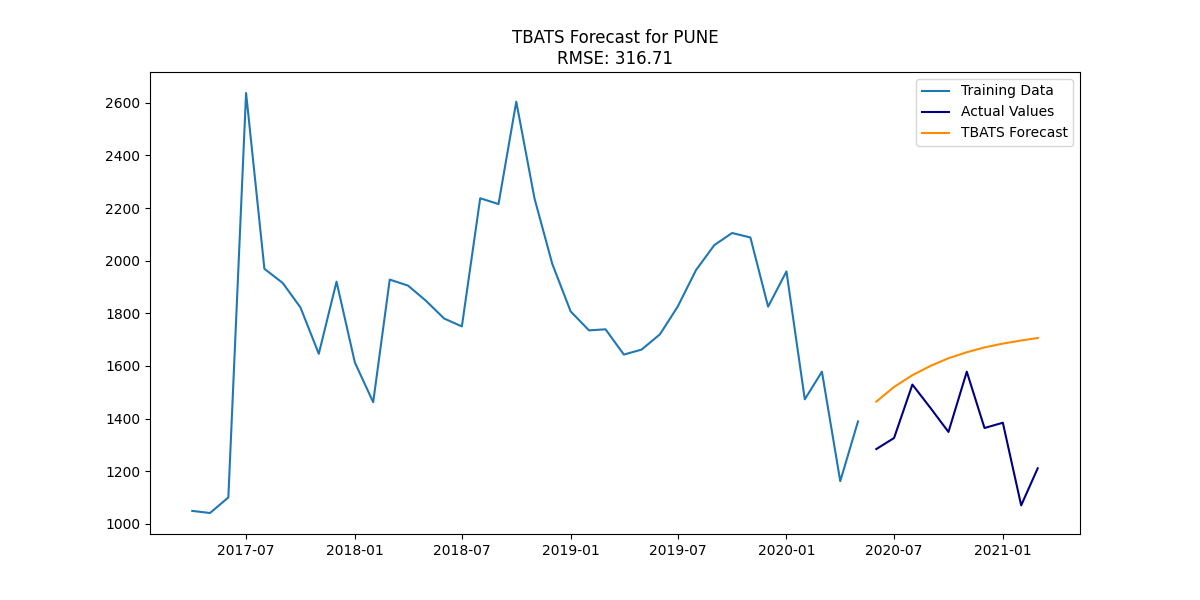 TBATS Forecast for PUNE
RMSE: 316.71
Training Data
Actual Values
TBATS Forecast
2600
2400
2200
2000
1800
1600
1400
1200
1000
2017-07 2018-01 2018-07 2019-01 2019-07 2020-01 2020-07 2021-01